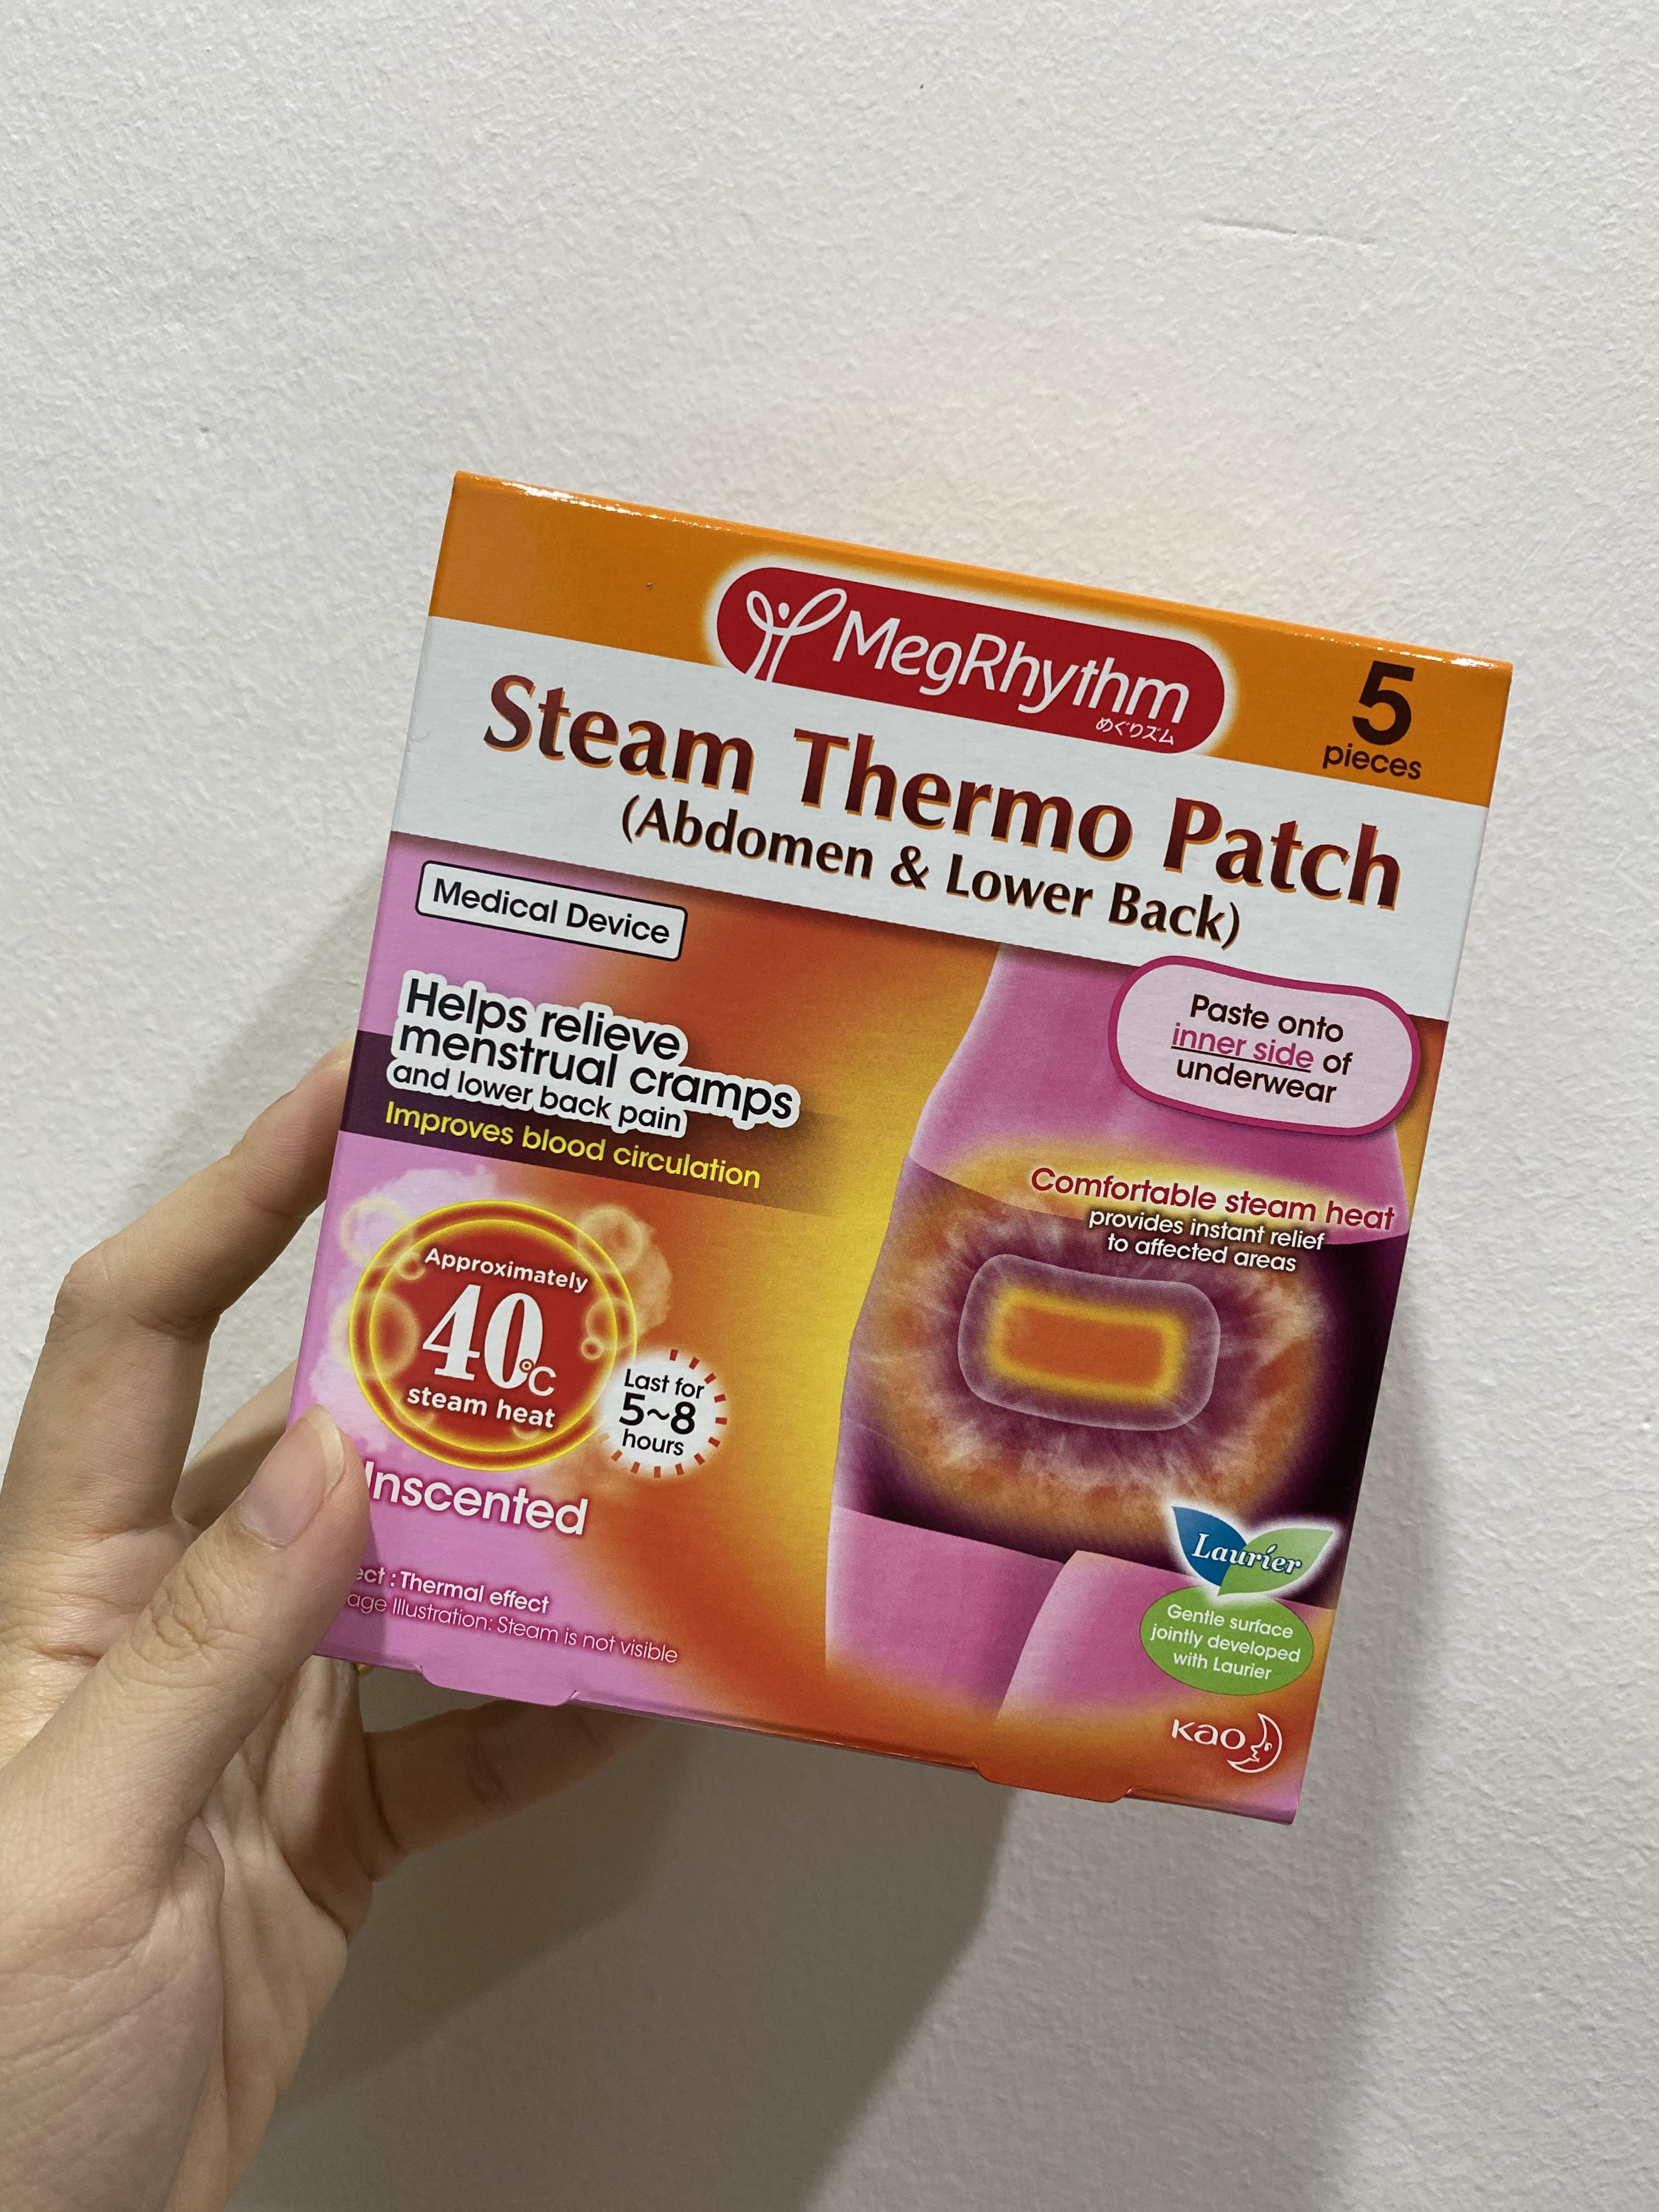 MegRhythm
めぐりズム
5
pieces
Steam Thermo Patch
(Abdomen & Lower Back)
Medical Device
Helps relieve
menstrual cramps
and lower back pain
Improves blood circulation
Paste onto
inner side of
underwear
Comfortable steam heat
provides instant relief
to affected areas
Approximately
40°C
steam heat
Last for
5~8
hours
nscented
ect : Thermal effect
age Illustration: Steam is not visible
Laurier
Gentle surface
jointly developed
with Laurier
Kao